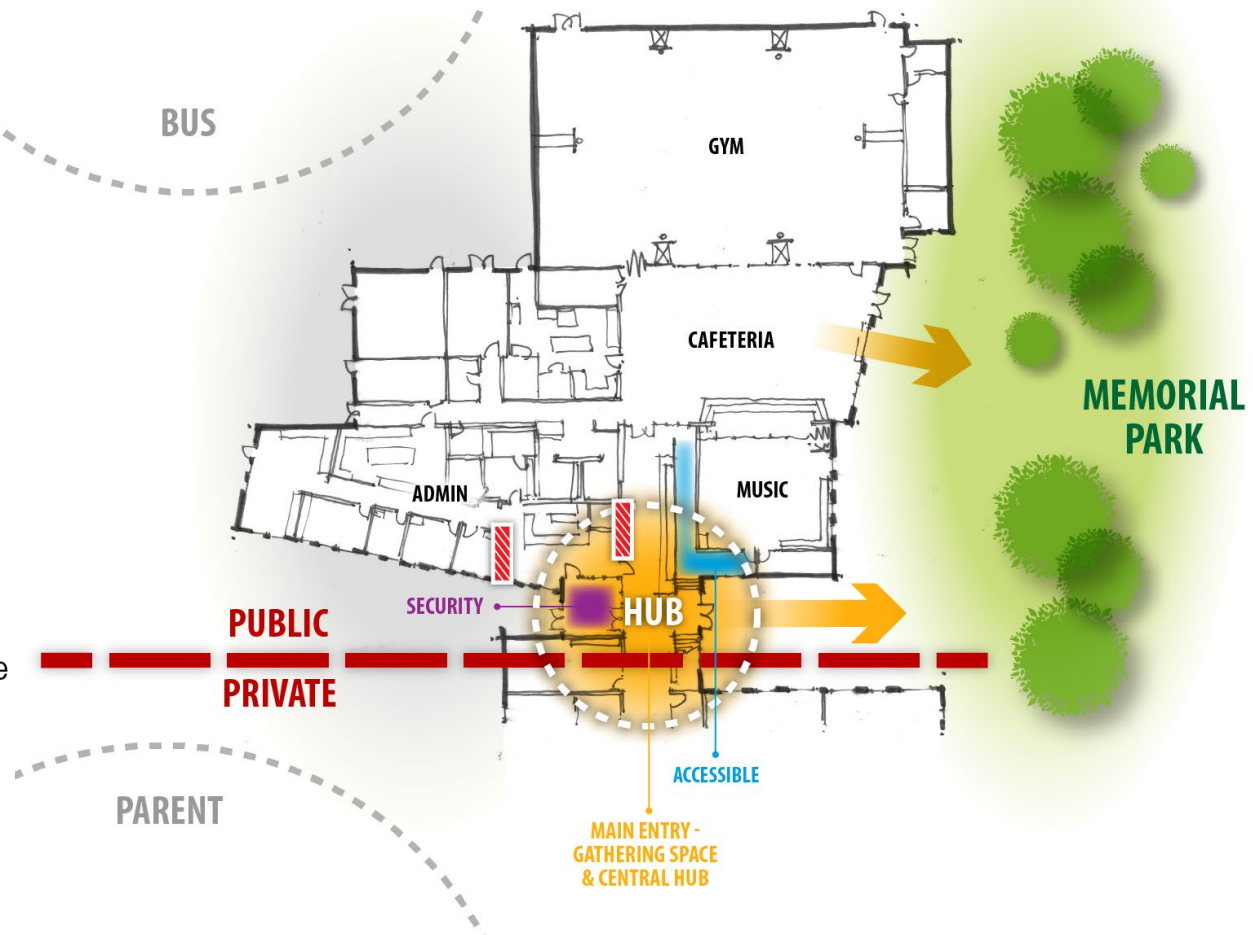 BUS
GYM
CAFETERIA
MEMORIAL
PARK
ADMIN
MUSIC
SECURITY
HUB
PUBLIC
e
PRIVATE
ACCESSIBLE
PARENT
MAIN ENTRY -
GATHERING SPACE
& CENTRAL HUB